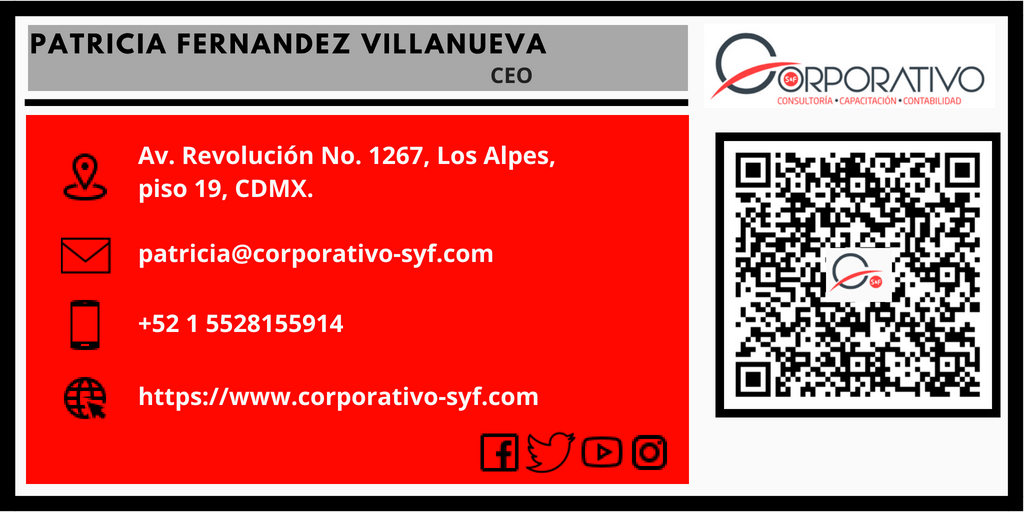 PATRICIA FERNANDEZ VILLANUEVA
CEO
Av. Revolución No. 1267, Los Alpes,
piso 19, CDMX.
patricia@corporativo-syf.com
+52 1 5528155914
https://www.corporativo-syf.com
CORPORATIVO
S&F
CONSULTORÍA • CAPACITACIÓN • CONTABILIDAD
S&F